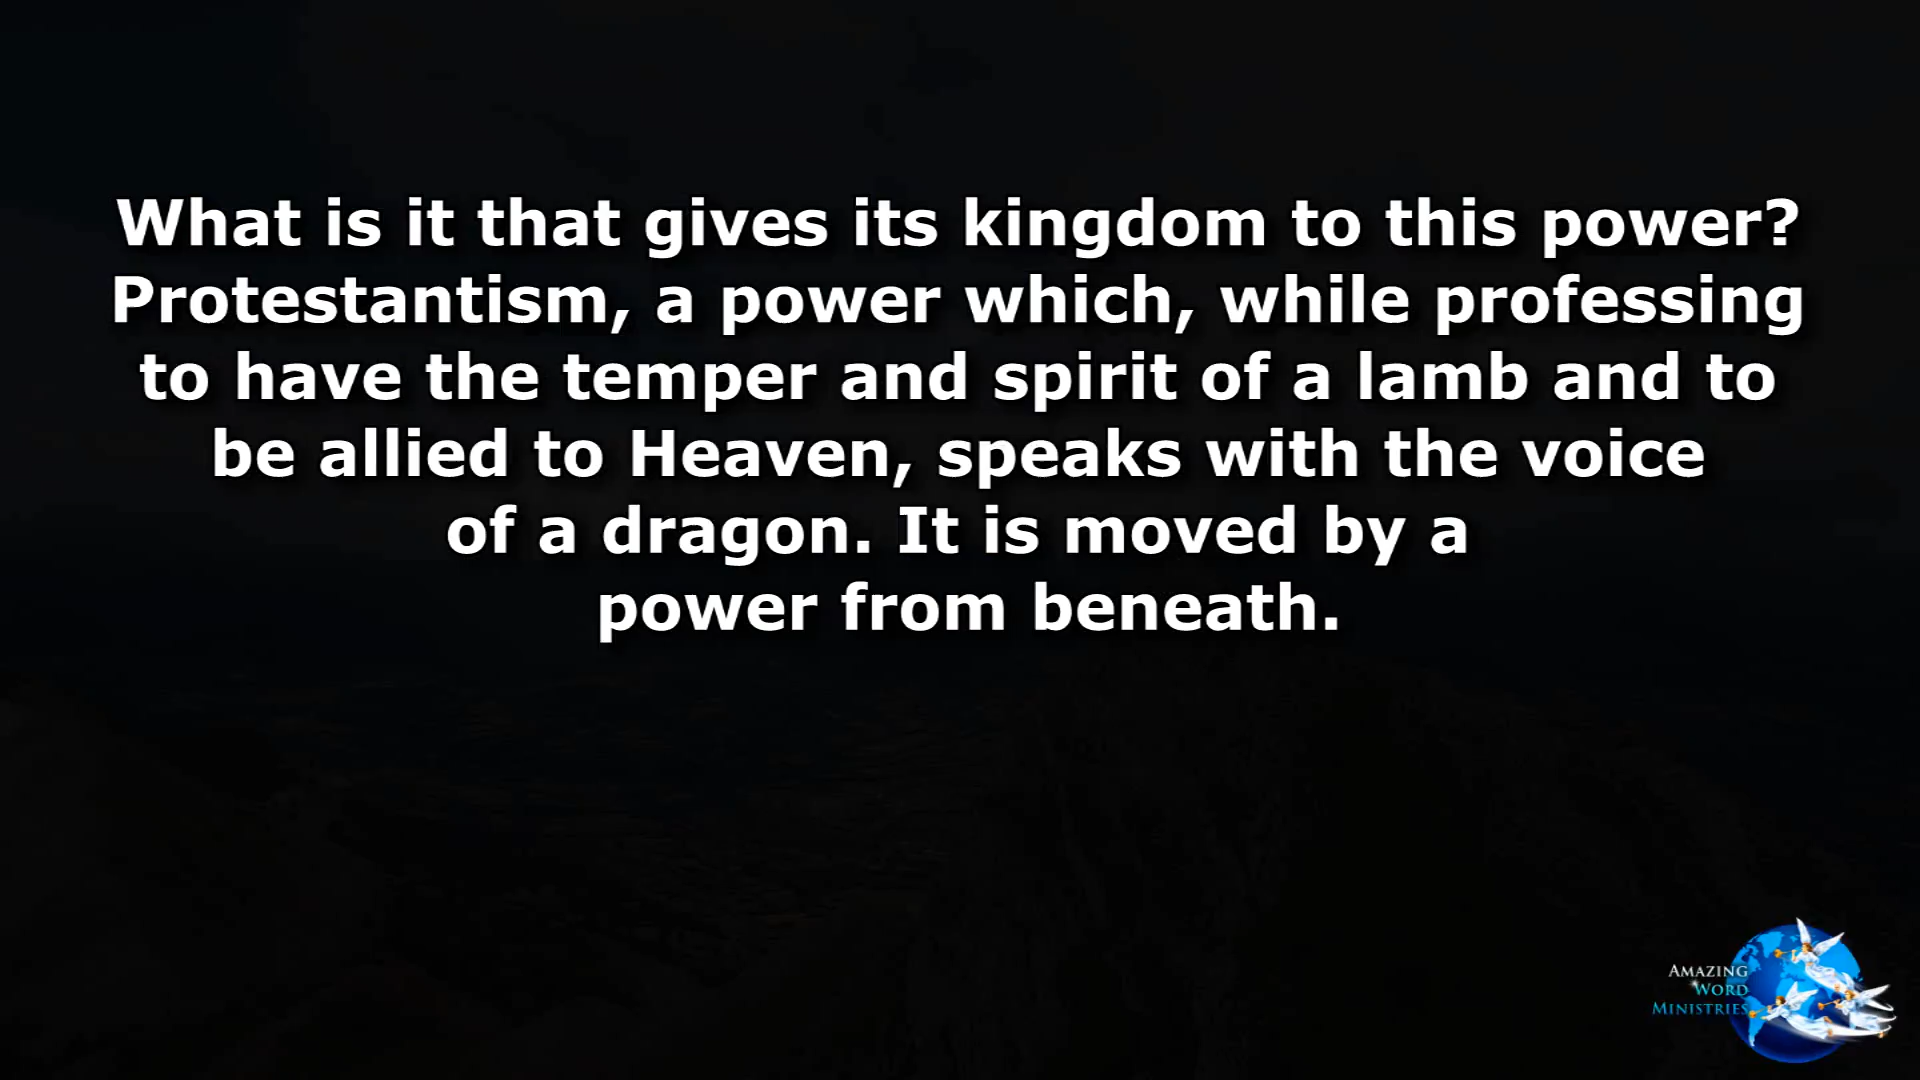 What is it that gives its kingdom to this power?
Protestantism, a power which, while professing
to have the temper and spirit of a lamb and to
be allied to Heaven, speaks with the voice
of a dragon. It is moved by a
power from beneath.
AMAZING
WORD
MINISTRIES